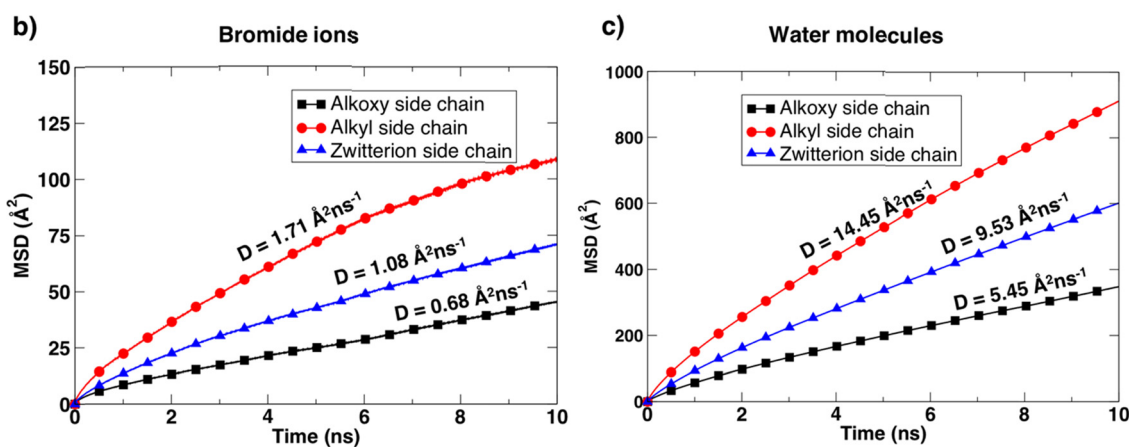 b)
Bromide ions
150
125
100
75
50
25
0
MSD (Å²)
0
2
4
6
8
10
Time (ns)
Alkoxy side chain
Alkyl side chain
Zwitterion side chain
D = 1.71 Å²ns⁻¹
D = 1.08 Å²ns⁻¹
D = 0.68 Å²ns⁻¹
c)
Water molecules
1000
800
600
400
200
0
MSD (Å²)
0
2
4
6
8
10
Time (ns)
Alkoxy side chain
Alkyl side chain
Zwitterion side chain
D = 14.45 Å²ns⁻¹
D = 9.53 Å²ns⁻¹
D = 5.45 Å²ns⁻¹